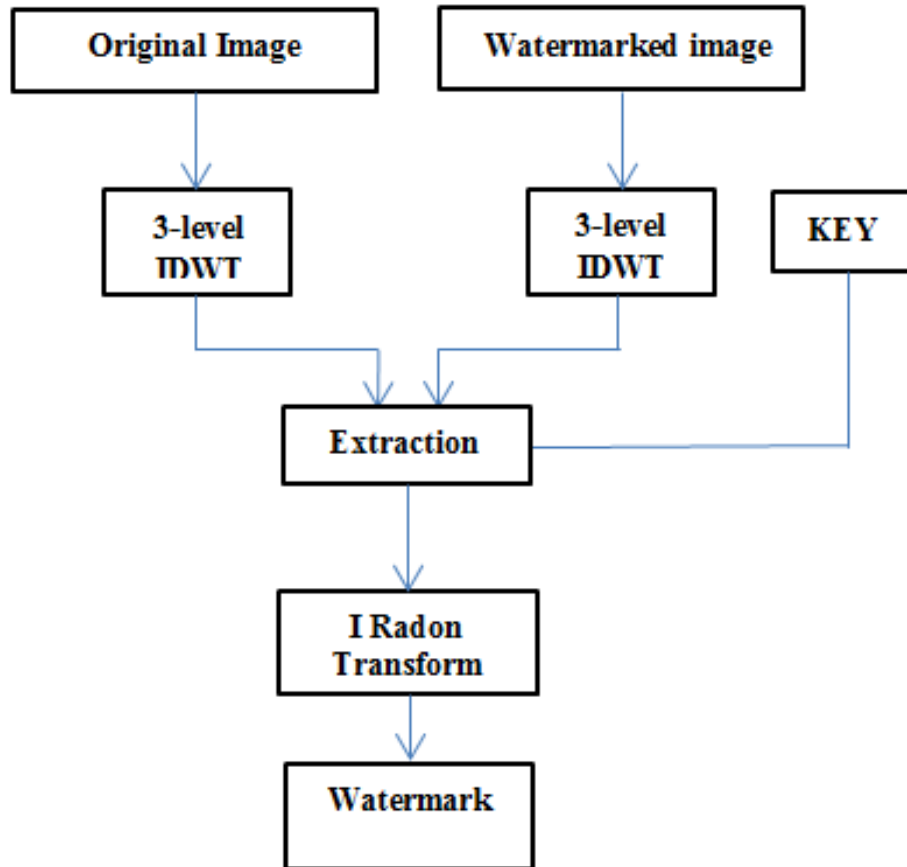 Original Image
Watermarked image
3-level
IDWT
3-level
IDWT
KEY
Extraction
I Radon
Transform
Watermark